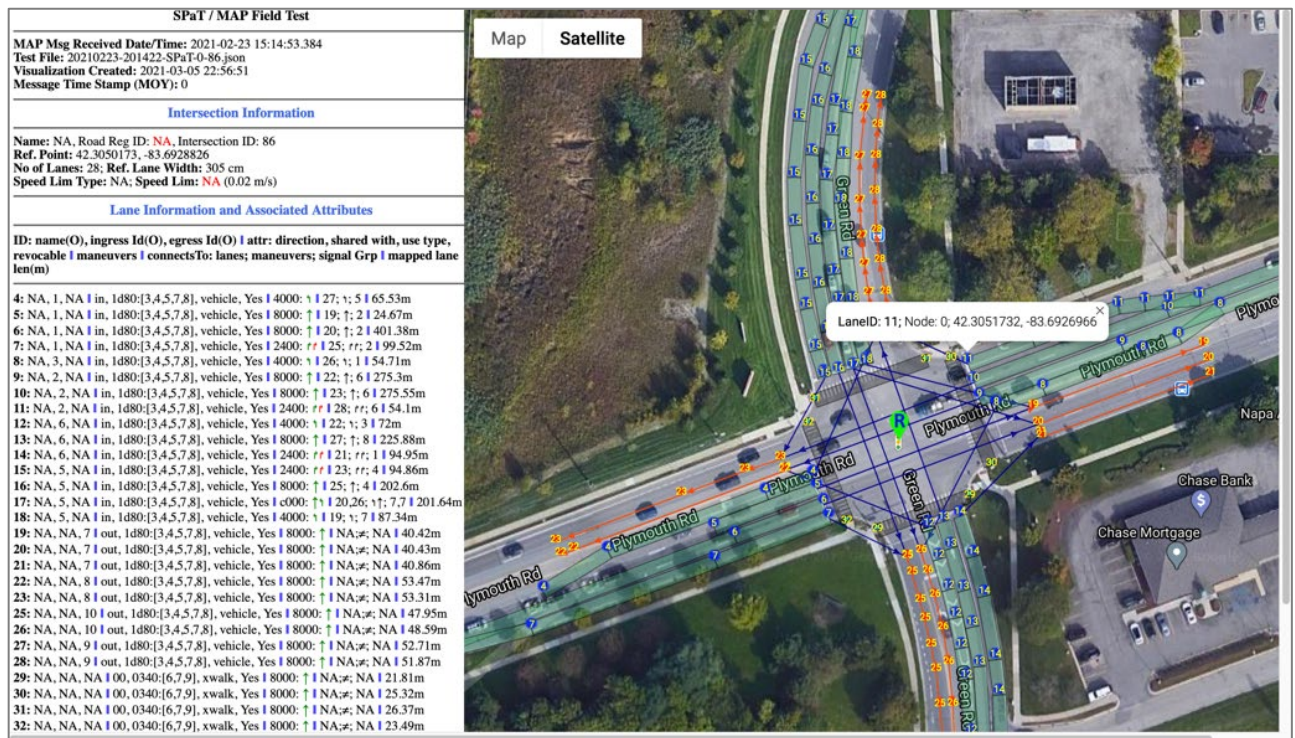 SPaT / MAP Field Test
MAP Msg Received Date/Time: 2021-02-23 15:14:53.384
Test File: 20210223-201422-SPaT-0-86.json
Visualization Created: 2021-03-05 22:56:51
Message Time Stamp (MOY): 0
Intersection Information
Name: NA, Road Reg ID: NA, Intersection ID: 86
Ref. Point: 42.3050173, -83.6928826
No of Lanes: 28; Ref. Lane Width: 305 cm
Speed Lim Type: NA; Speed Lim: NA (0.02 m/s)
Lane Information and Associated Attributes
ID: name(O), ingress Id(O), egress Id(O) | attr: direction, shared with, use type,
revocable | maneuvers | connectsTo: lanes; maneuvers; signal Grp | mapped lane
len(m)
4: NA, 1, NA | in, 1d80:[3,4,5,7,8], vehicle, Yes | 4000: ↰ | 27; ↰; 5 | 65.53m
5: NA, 1, NA | in, 1d80:[3,4,5,7,8], vehicle, Yes | 8000: ↑ | 19; ↑; 2 | 24.67m
6: NA, 1, NA | in, 1d80:[3,4,5,7,8], vehicle, Yes | 8000: ↑ | 20; ↑; 2 | 401.38m
7: NA, 1, NA | in, 1d80:[3,4,5,7,8], vehicle, Yes | 2400: ↱↱ | 25; ↱↱; 2 | 99.52m
8: NA, 3, NA | in, 1d80:[3,4,5,7,8], vehicle, Yes | 4000: ↰ | 26; ↰; 1 | 54.71m
9: NA, 2, NA | in, 1d80:[3,4,5,7,8], vehicle, Yes | 8000: ↑ | 22; ↑; 6 | 275.3m
10: NA, 2, NA | in, 1d80:[3,4,5,7,8], vehicle, Yes | 8000: ↑ | 23; ↑; 6 | 275.55m
11: NA, 2, NA | in, 1d80:[3,4,5,7,8], vehicle, Yes | 2400: ↱↱ | 28; ↱↱; 6 | 54.1m
12: NA, 6, NA | in, 1d80:[3,4,5,7,8], vehicle, Yes | 4000: ↰ | 22; ↰; 3 | 72m
13: NA, 6, NA | in, 1d80:[3,4,5,7,8], vehicle, Yes | 8000: ↑ | 27; ↑; 8 | 225.88m
14: NA, 6, NA | in, 1d80:[3,4,5,7,8], vehicle, Yes | 2400: ↱↱ | 21; ↱↱; 1 | 94.95m
15: NA, 5, NA | in, 1d80:[3,4,5,7,8], vehicle, Yes | 2400: ↱↱ | 23; ↱↱; 4 | 94.86m
16: NA, 5, NA | in, 1d80:[3,4,5,7,8], vehicle, Yes | 8000: ↑ | 25; ↑; 4 | 202.6m
17: NA, 5, NA | in, 1d80:[3,4,5,7,8], vehicle, Yes | c000: ↑↰ | 20,26; ↰↑; 7,7 | 201.64m
18: NA, 5, NA | in, 1d80:[3,4,5,7,8], vehicle, Yes | 4000: ↰ | 19; ↰; 7 | 87.34m
19: NA, NA, 7 | out, 1d80:[3,4,5,7,8], vehicle, Yes | 8000: ↑ | NA;≠; NA | 40.42m
20: NA, NA, 7 | out, 1d80:[3,4,5,7,8], vehicle, Yes | 8000: ↑ | NA;≠; NA | 40.43m
21: NA, NA, 7 | out, 1d80:[3,4,5,7,8], vehicle, Yes | 8000: ↑ | NA;≠; NA | 40.86m
22: NA, NA, 8 | out, 1d80:[3,4,5,7,8], vehicle, Yes | 8000: ↑ | NA;≠; NA | 53.47m
23: NA, NA, 8 | out, 1d80:[3,4,5,7,8], vehicle, Yes | 8000: ↑ | NA;≠; NA | 53.31m
25: NA, NA, 10 | out, 1d80:[3,4,5,7,8], vehicle, Yes | 8000: ↑ | NA;≠; NA | 47.95m
26: NA, NA, 10 | out, 1d80:[3,4,5,7,8], vehicle, Yes | 8000: ↑ | NA;≠; NA | 48.59m
27: NA, NA, 9 | out, 1d80:[3,4,5,7,8], vehicle, Yes | 8000: ↑ | NA;≠; NA | 52.71m
28: NA, NA, 9 | out, 1d80:[3,4,5,7,8], vehicle, Yes | 8000: ↑ | NA;≠; NA | 51.87m
29: NA, NA, NA | 00, 0340:[6,7,9], xwalk, Yes | 8000: ↑ | NA;≠; NA | 21.81m
30: NA, NA, NA | 00, 0340:[6,7,9], xwalk, Yes | 8000: ↑ | NA;≠; NA | 25.32m
31: NA, NA, NA | 00, 0340:[6,7,9], xwalk, Yes | 8000: ↑ | NA;≠; NA | 26.37m
32: NA, NA, NA | 00, 0340:[6,7,9], xwalk, Yes | 8000: ↑ | NA;≠; NA | 23.49m
Map Satellite
Green Rd
LaneID: 11; Node: 0; 42.3051732, -83.6926966
Plymo
Plymouth Rd
R
Plymouth Rd
Napa
Plymouth Rd
Green R
Chase Bank
Plymouth Rd
Chase Mortgage
lymouth Rd
Green Rd